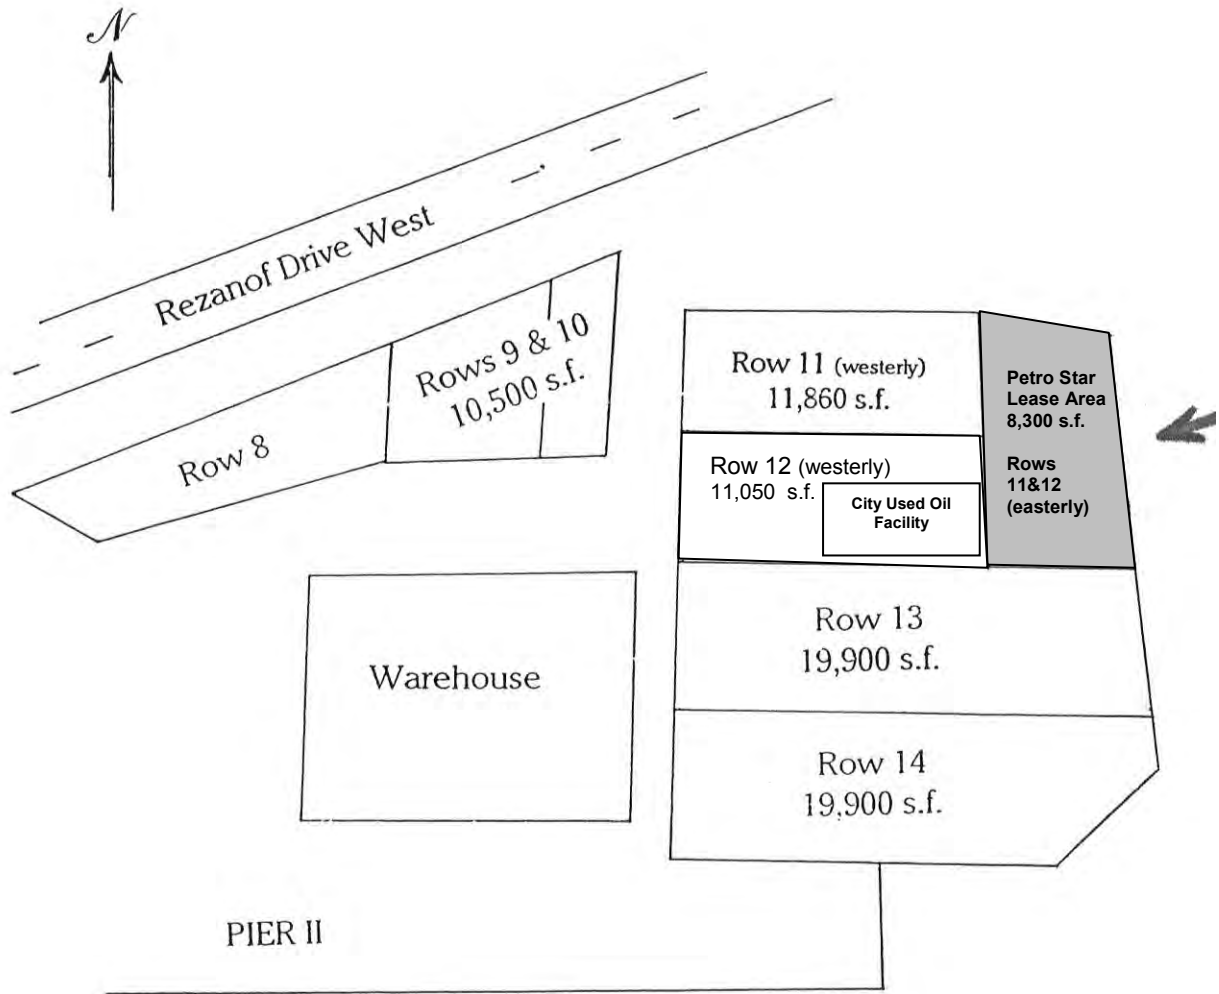 N
Rezanof Drive West
Rows 9 & 10
10,500 s.f.
Row 8
Row 11 (westerly)
11,860 s.f.
Petro Star
Lease Area
8,300 s.f.
Rows
11&12
(easterly)
Row 12 (westerly)
11,050 s.f.
City Used Oil
Facility
Row 13
19,900 s.f.
Warehouse
Row 14
19,900 s.f.
PIER II